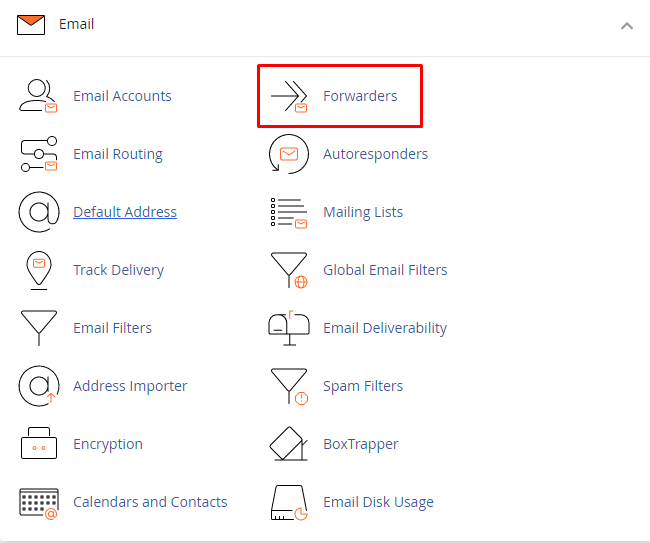 Email
Email Accounts
Forwarders
Email Routing
Autoresponders
Default Address
Mailing Lists
Track Delivery
Global Email Filters
Email Filters
Email Deliverability
Address Importer
Spam Filters
Encryption
BoxTrapper
Calendars and Contacts
Email Disk Usage